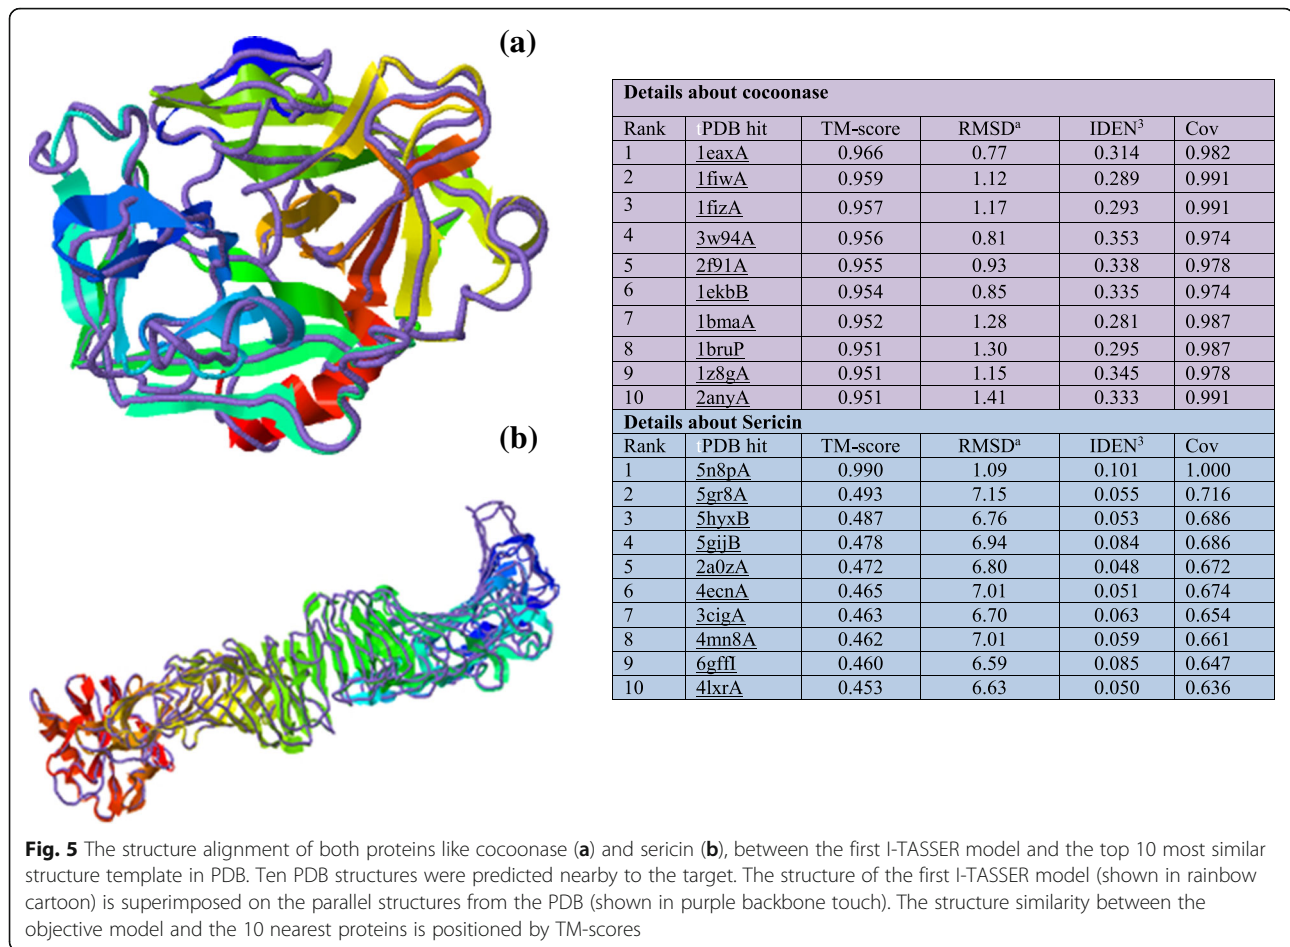 (a)
Details about cocoonase
Rank tPDB hit TM-score RMSDa IDEN3 Cov
1 1eaxA 0.966 0.77 0.314 0.982
2 1fiwA 0.959 1.12 0.289 0.991
3 1fizA 0.957 1.17 0.293 0.991
4 3w94A 0.956 0.81 0.353 0.974
5 2f91A 0.955 0.93 0.338 0.978
6 1ekbB 0.954 0.85 0.335 0.974
7 1bmaA 0.952 1.28 0.281 0.987
8 1bruP 0.951 1.30 0.295 0.987
9 1z8gA 0.951 1.15 0.345 0.978
10 2anyA 0.951 1.41 0.333 0.991
(b)
Details about Sericin
Rank tPDB hit TM-score RMSDa IDEN3 Cov
1 5n8pA 0.990 1.09 0.101 1.000
2 5gr8A 0.493 7.15 0.055 0.716
3 5hyxB 0.487 6.76 0.053 0.686
4 5gijB 0.478 6.94 0.084 0.686
5 2a0zA 0.472 6.80 0.048 0.672
6 4ecnA 0.465 7.01 0.051 0.674
7 3cigA 0.463 6.70 0.063 0.654
8 4mn8A 0.462 7.01 0.059 0.661
9 6gffI 0.460 6.59 0.085 0.647
10 4lxrA 0.453 6.63 0.050 0.636
Fig. 5 The structure alignment of both proteins like cocoonase (a) and sericin (b), between the first I-TASSER model and the top 10 most similar
structure template in PDB. Ten PDB structures were predicted nearby to the target. The structure of the first I-TASSER model (shown in rainbow
cartoon) is superimposed on the parallel structures from the PDB (shown in purple backbone touch). The structure similarity between the
objective model and the 10 nearest proteins is positioned by TM-scores